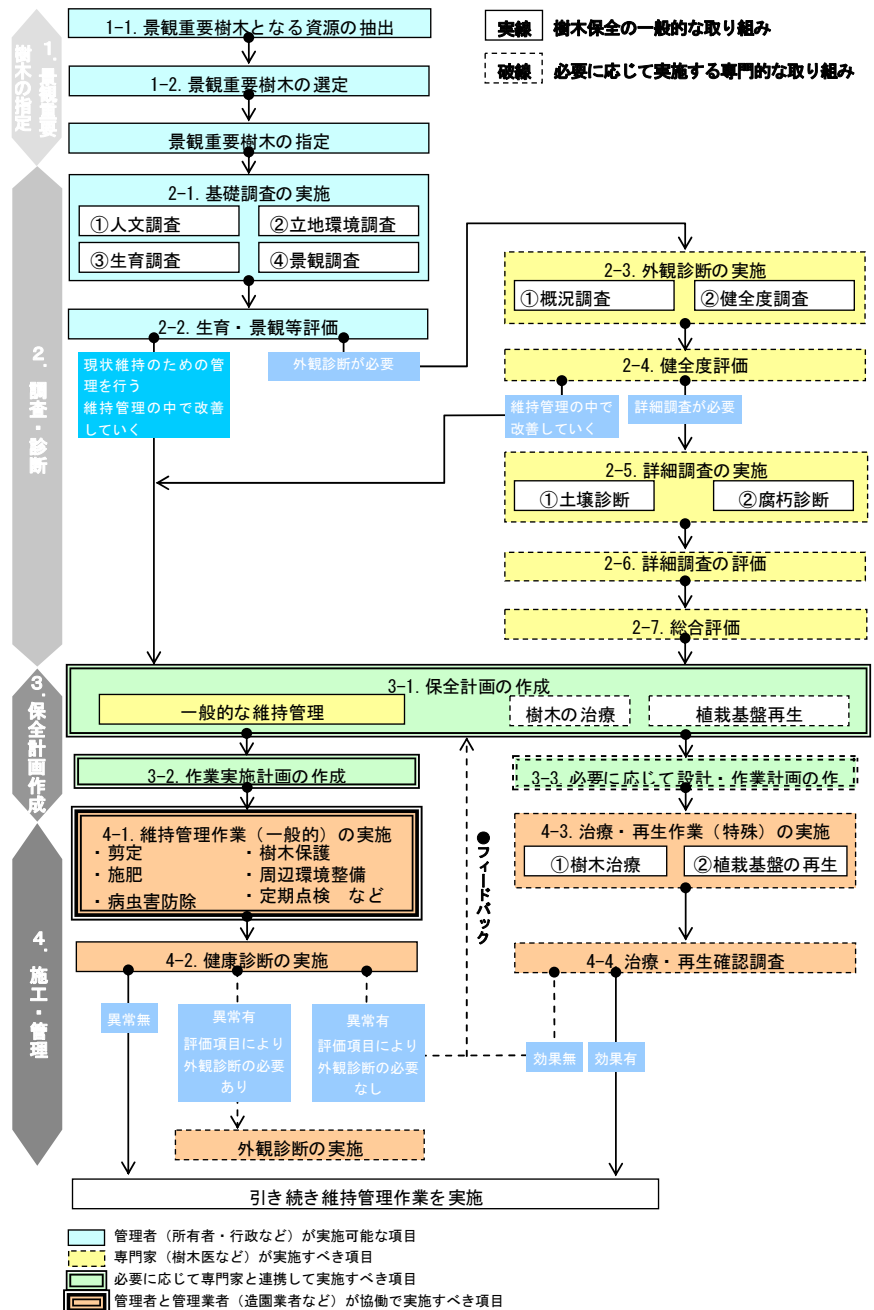 1-1. 景観重要樹木となる資源の抽出
実線 樹木保全の一般的な取り組み
破線 必要に応じて実施する専門的な取り組み
1. 景観重要
樹木の指定
1-2. 景観重要樹木の選定
景観重要樹木の指定
2. 調査・診断
2-1. 基礎調査の実施
①人文調査
②立地環境調査
③生育調査
④景観調査
2-2. 生育・景観等評価
現状維持のための管
理を行う
維持管理の中で改善
していく
外観診断が必要
2-3. 外観診断の実施
①概況調査
②健全度調査
2-4. 健全度評価
維持管理の中で
改善していく
詳細調査が必要
2-5. 詳細調査の実施
①土壌診断
②腐朽診断
2-6. 詳細調査の評価
2-7. 総合評価
3. 保全計画作成
3-1. 保全計画の作成
一般的な維持管理
樹木の治療
植栽基盤再生
3-2. 作業実施計画の作成
3-3. 必要に応じて設計・作業計画の作
4. 施工・管理
4-1. 維持管理作業（一般的）の実施
・剪定
・樹木保護
・施肥
・周辺環境整備
・病虫害防除
・定期点検 など
●フィードバック
4-3. 治療・再生作業（特殊）の実施
①樹木治療
②植栽基盤の再生
4-2. 健康診断の実施
4-4. 治療・再生確認調査
異常無
異常有
評価項目により
外観診断の必要
あり
異常有
評価項目により
外観診断の必要
なし
効果無
効果有
外観診断の実施
引き続き維持管理作業を実施
管理者（所有者・行政など）が実施可能な項目
専門家（樹木医など）が実施すべき項目
必要に応じて専門家と連携して実施すべき項目
管理者と管理業者（造園業者など）が協働で実施すべき項目